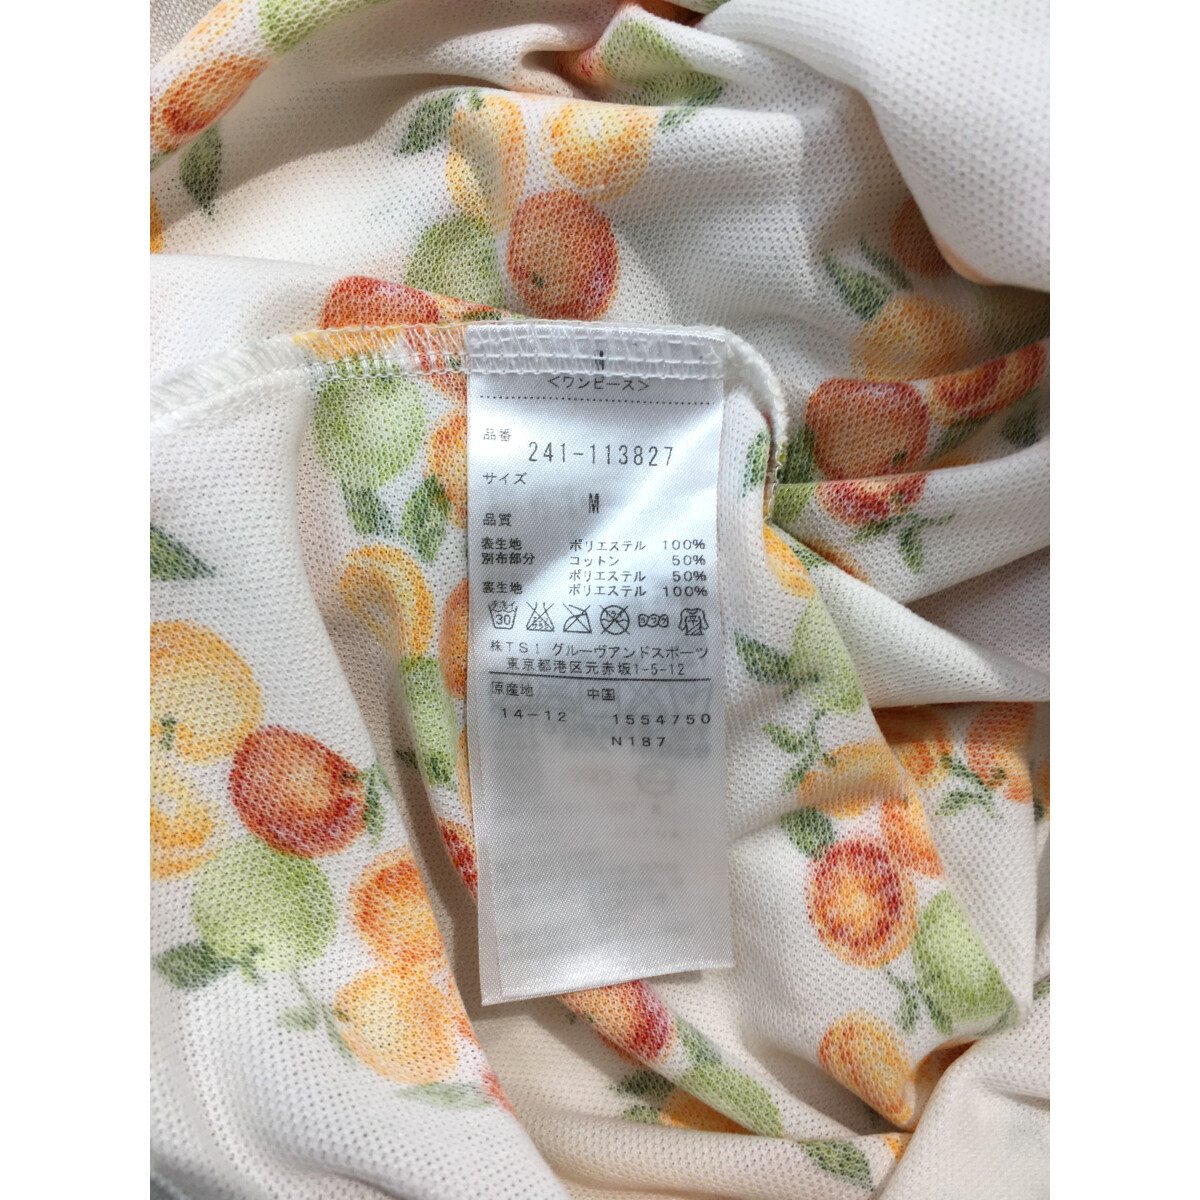 <ワンピース>
品番
241-113827
サイズ
M
品質
表生地 ポリエステル 100%
別布部分 コットン 50%
ポリエステル 50%
裏生地 ポリエステル 100%
30
株TSI グルーヴアンドスポーツ
東京都港区元赤坂1-5-12
原産地 中国
14-12 1554750
N187